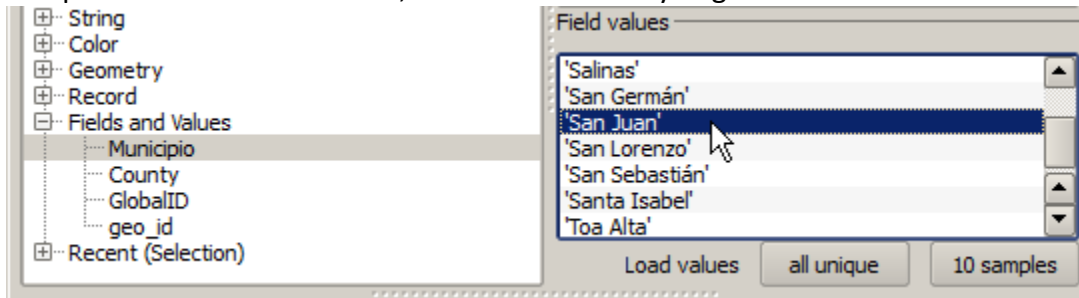 String
Color
Geometry
Record
Fields and Values
Municipio
County
GlobalID
geo_id
Recent (Selection)
Field values
'Salinas'
'San Germán'
'San Juan'
'San Lorenzo'
'San Sebastián'
'Santa Isabel'
'Toa Alta'
Load values
all unique
10 samples